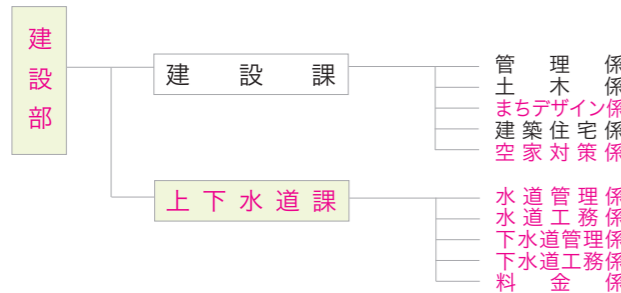 建設部
建設課
管理係
土木係
まちデザイン係
建築住宅係
空家対策係
上下水道課
水道管理係
水道工務係
下水道管理係
下水道工務係
料金係